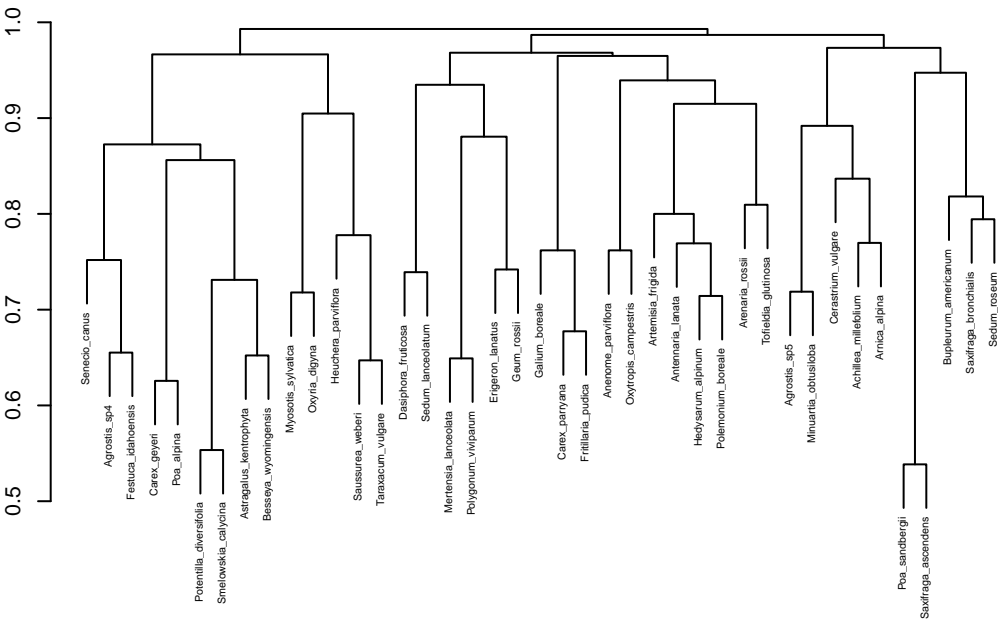 1.0
0.9
0.8
0.7
0.6
0.5
Senecio_canus
Agrostis_sp4
Festuca_idahoensis
Carex_geyeri
Poa_alpina
Potentilla_diversifolia
Smelowskia_calycina
Astragalus_kentrophyta
Besseya_wyomingensis
Myosotis_sylvatica
Oxyria_digyna
Heuchera_parviflora
Saussurea_weberi
Taraxacum_vulgare
Dasiphora_fruticosa
Sedum_lanceolatum
Mertensia_lanceolata
Polygonum_viviparum
Erigeron_lanatus
Geum_rossii
Galium_boreale
Carex_parryana
Fritillaria_pudica
Anenome_parviflora
Oxytropis_campestris
Artemisia_frigida
Antennaria_lanata
Hedysarum_alpinum
Polemonium_boreale
Arenaria_rossii
Tofieldia_glutinosa
Agrostis_sp5
Minuartia_obtusiloba
Cerastrium_vulgare
Achillea_millefolium
Arnica_alpina
Poa_sandbergii
Saxifraga_ascendens
Bupleurum_americanum
Saxifraga_bronchialis
Sedum_roseum